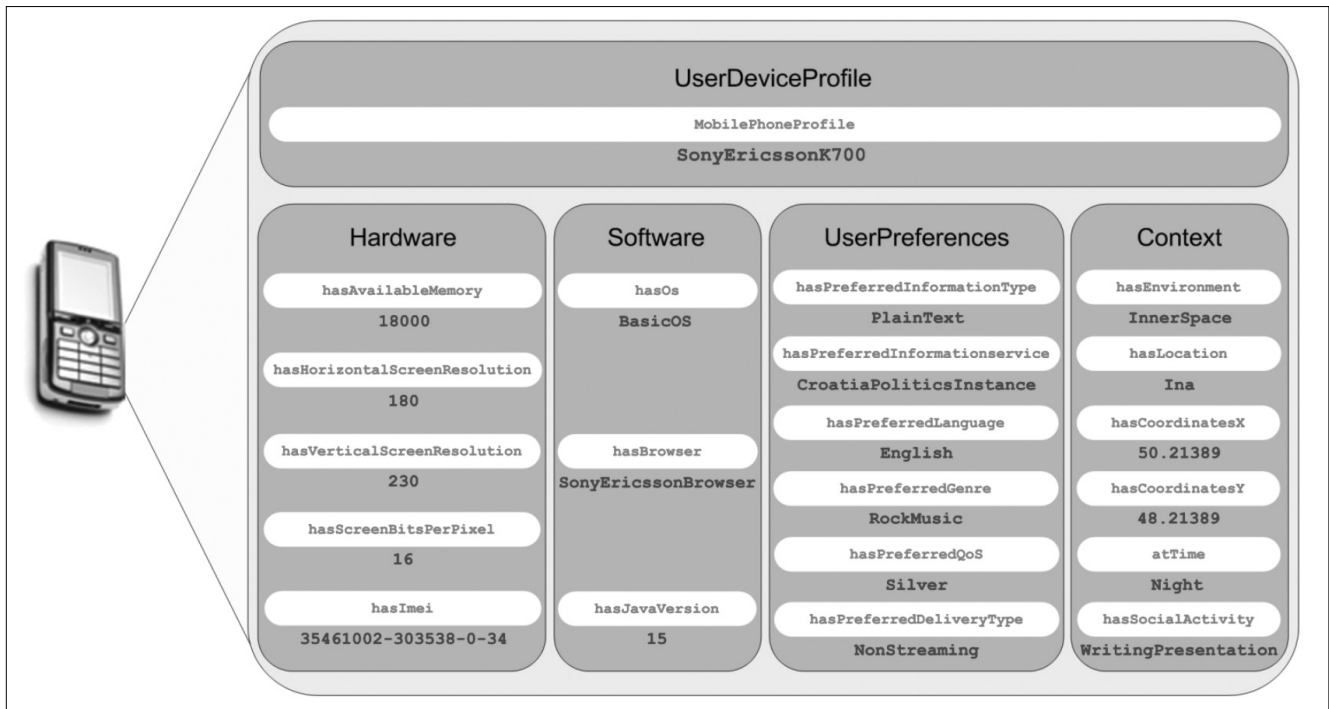 UserDeviceProfile
MobilePhoneProfile
SonyEricssonK700
Hardware
hasAvailableMemory
18000
hasHorizontalScreenResolution
180
hasVerticalScreenResolution
230
hasScreenBitsPerPixel
16
hasImei
35461002-303538-0-34
Software
hasOs
BasicOS
hasBrowser
SonyEricssonBrowser
hasJavaVersion
15
UserPreferences
hasPreferredInformationType
PlainText
hasPreferredInformationservice
CroatiaPoliticsInstance
hasPreferredLanguage
English
hasPreferredGenre
RockMusic
hasPreferredQoS
Silver
hasPreferredDeliveryType
NonStreaming
Context
hasEnvironment
InnerSpace
hasLocation
Ina
hasCoordinatesX
50.21389
hasCoordinatesY
48.21389
atTime
Night
hasSocialActivity
WritingPresentation